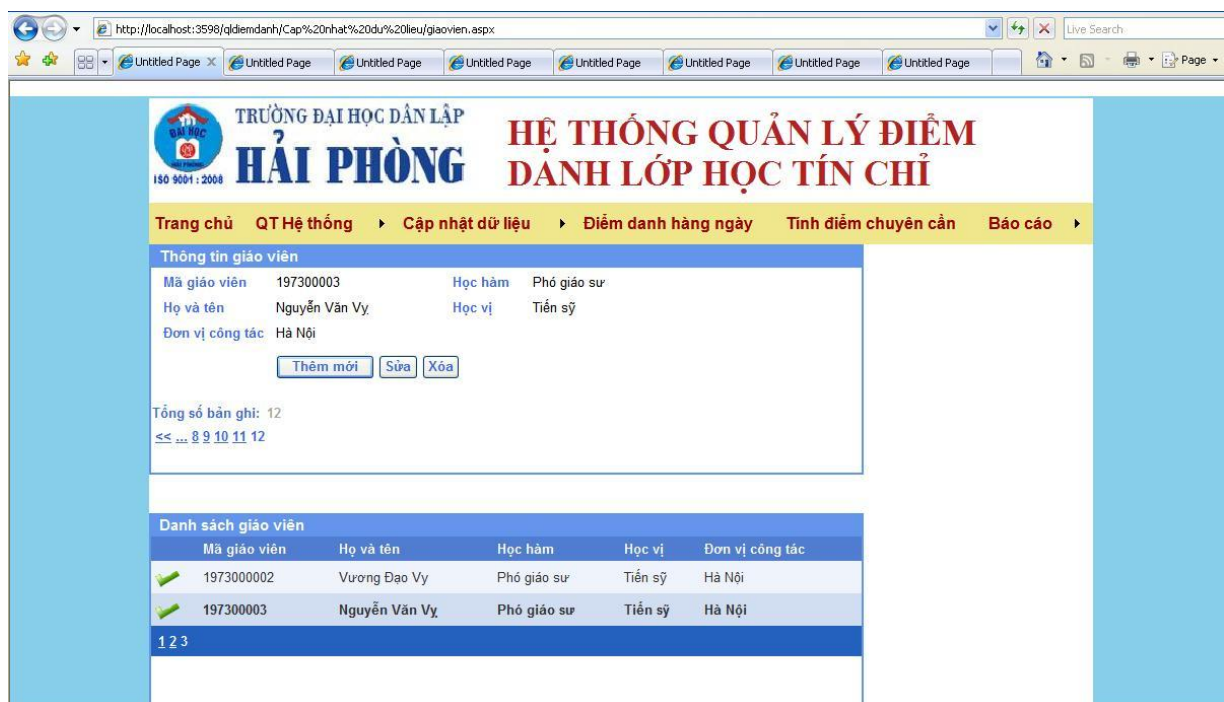 http://localhost:3598/qldiemdanh/Cap%20nhat%20du%20lieu/giaovien.aspx
Live Search
Untitled Page Untitled Page Untitled Page Untitled Page Untitled Page Untitled Page Untitled Page Untitled Page Page
ĐẠI HỌC
ISO 9001 : 2008
TRƯỜNG ĐẠI HỌC DÂN LẬP
HẢI PHÒNG
HỆ THỐNG QUẢN LÝ ĐIỂM
DANH LỚP HỌC TÍN CHỈ
Trang chủ QT Hệ thống Cập nhật dữ liệu Điểm danh hàng ngày Tính điểm chuyên cần Báo cáo
Thông tin giáo viên
Mã giáo viên 197300003 Học hàm Phó giáo sư
Họ và tên Nguyễn Văn Vỵ Học vị Tiến sỹ
Đơn vị công tác Hà Nội
Thêm mới Sửa Xóa
Tổng số bản ghi: 12
<< ... 8 9 10 11 12
Danh sách giáo viên
Mã giáo viên Họ và tên Học hàm Học vị Đơn vị công tác
1973000002 Vương Đạo Vy Phó giáo sư Tiến sỹ Hà Nội
197300003 Nguyễn Văn Vỵ Phó giáo sư Tiến sỹ Hà Nội
1 2 3